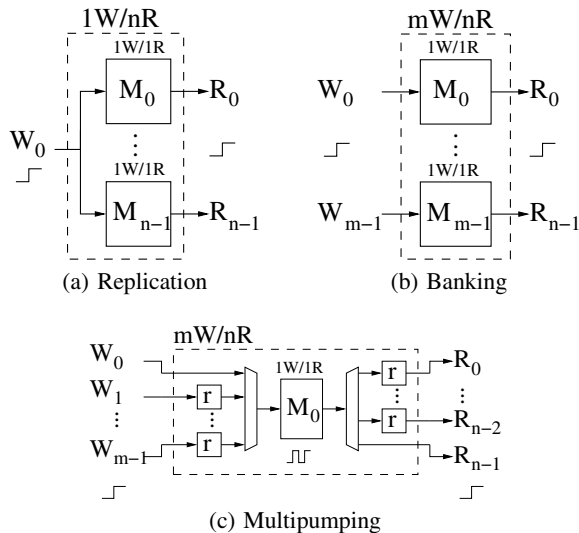 1W/nR
1W/1R
M₀
R₀
W₀
1W/1R
Mₙ₋₁
Rₙ₋₁
(a) Replication
mW/nR
1W/1R
W₀
M₀
R₀
1W/1R
Wₘ₋₁
Mₘ₋₁
Rₙ₋₁
(b) Banking
mW/nR
W₀
1W/1R
r
R₀
W₁
r
M₀
r
Rₙ₋₂
Wₘ₋₁
r
Rₙ₋₁
(c) Multipumping